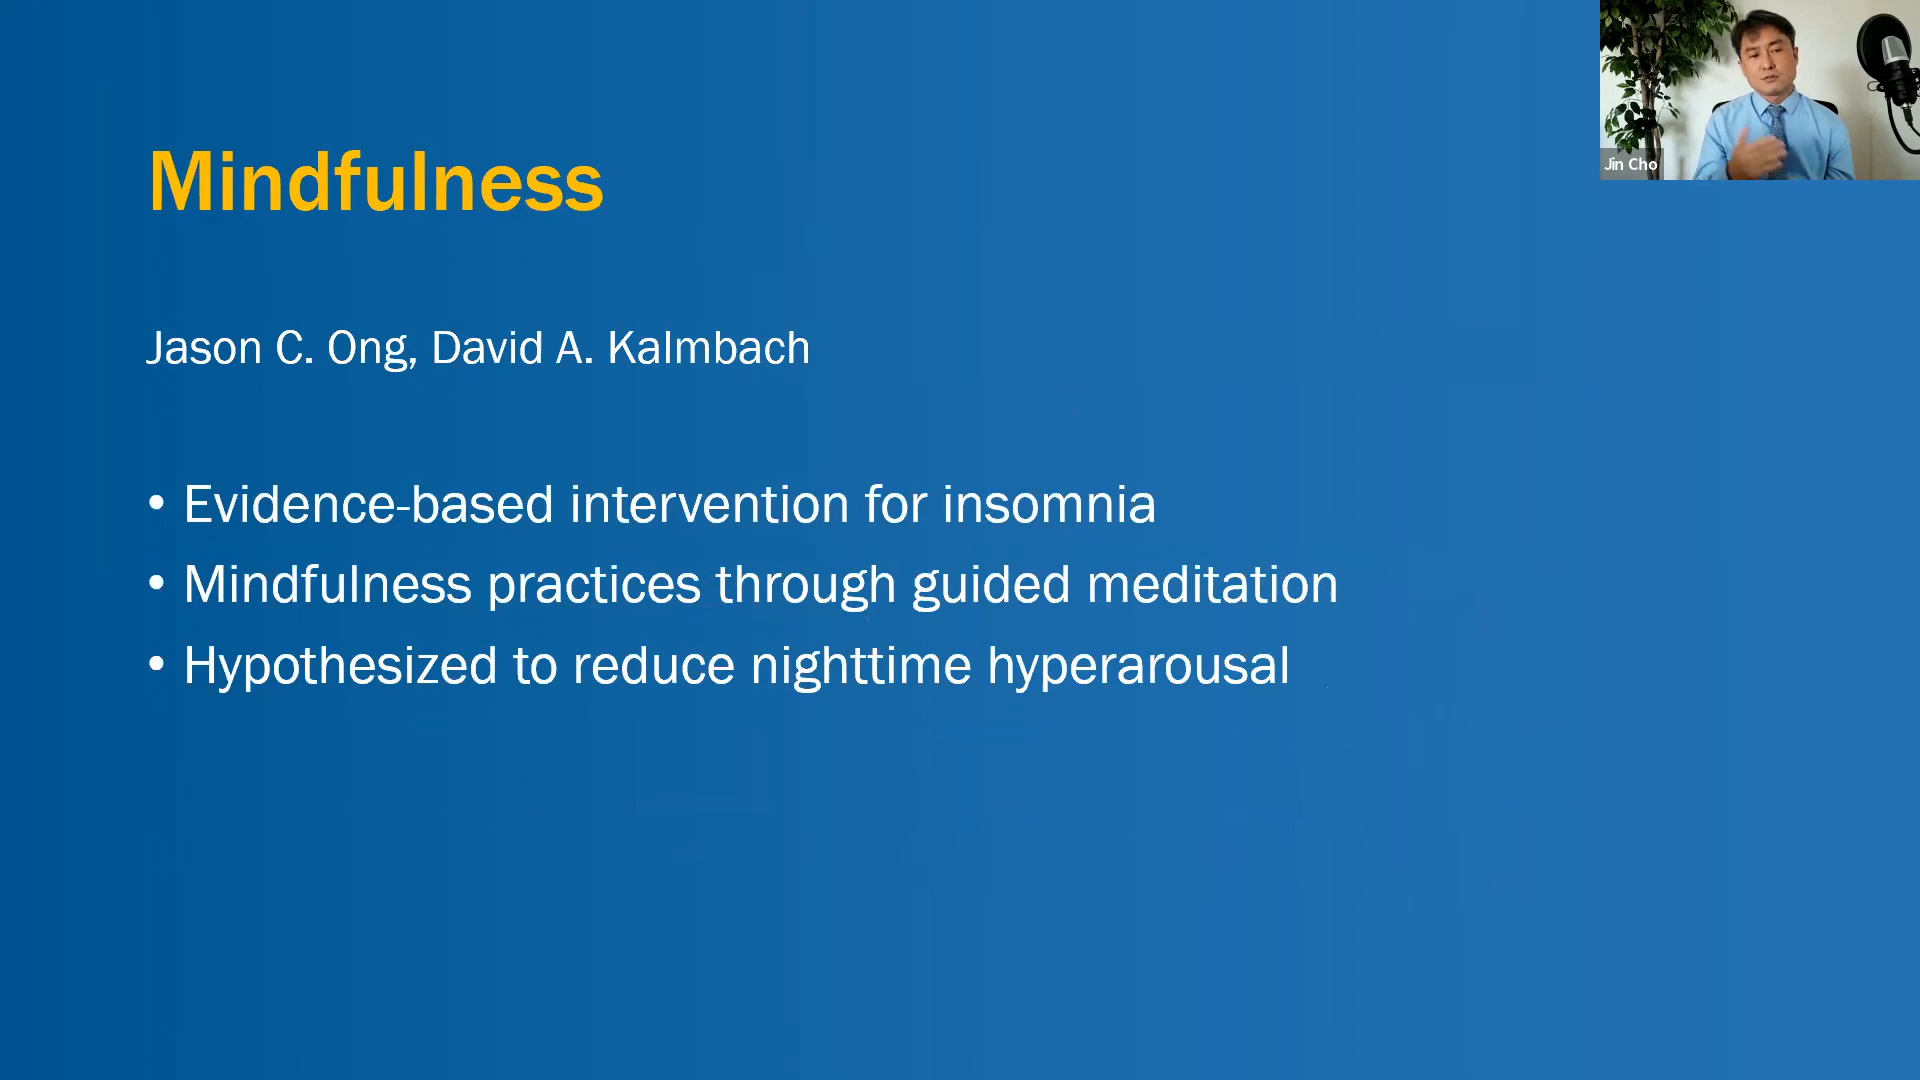 Mindfulness
Jason C. Ong, David A. Kalmbach
• Evidence-based intervention for insomnia
• Mindfulness practices through guided meditation
• Hypothesized to reduce nighttime hyperarousal
Jin Cho